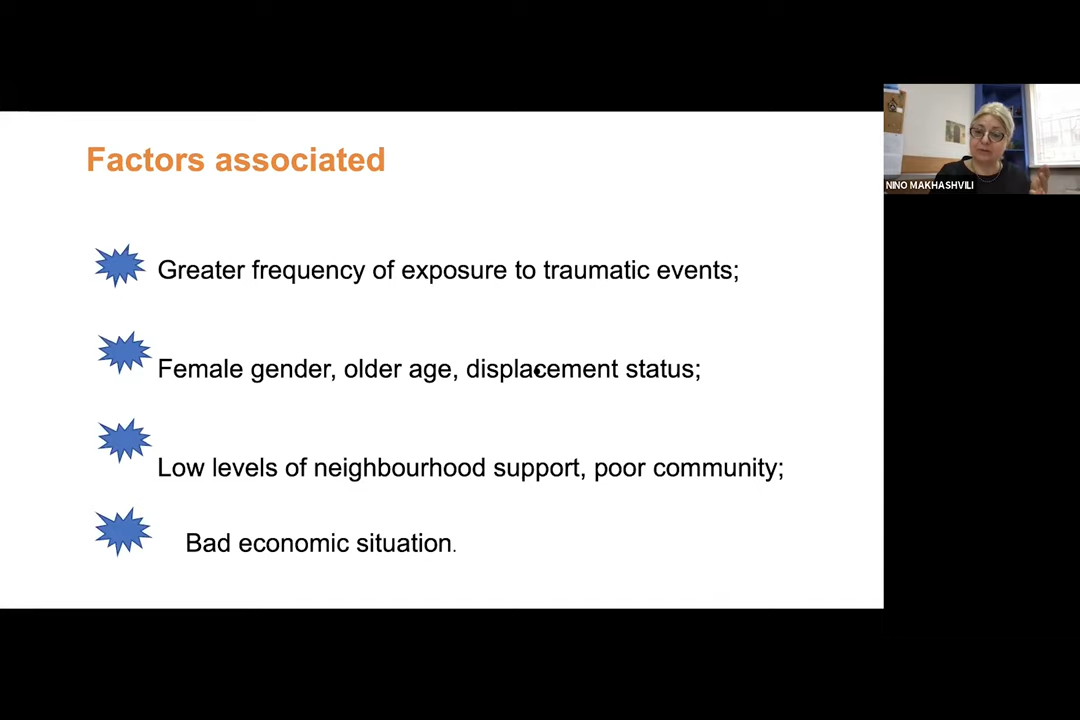 Factors associated
Greater frequency of exposure to traumatic events;
Female gender, older age, displacement status;
Low levels of neighbourhood support, poor community;
Bad economic situation.
NINO MAKHASHVILI